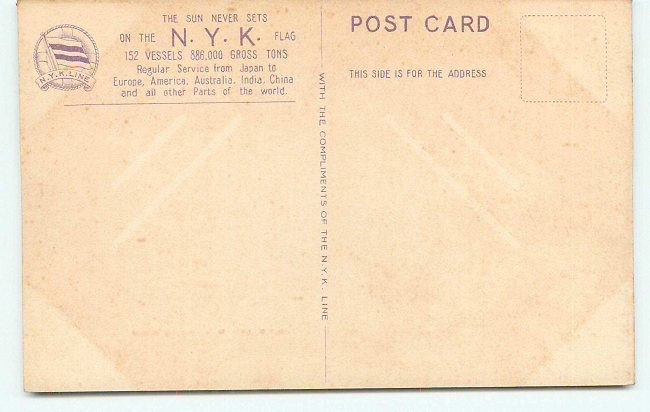 THE SUN NEVER SETS
ON THE N. Y. K. FLAG
152 VESSELS 886,000 GROSS TONS
Regular Service from Japan to
Europe, America, Australia, India, China
and all other Parts of the world.
N.Y.K. LINE
WITH THE COMPLIMENTS OF THE N.Y.K. LINE
POST CARD
THIS SIDE IS FOR THE ADDRESS